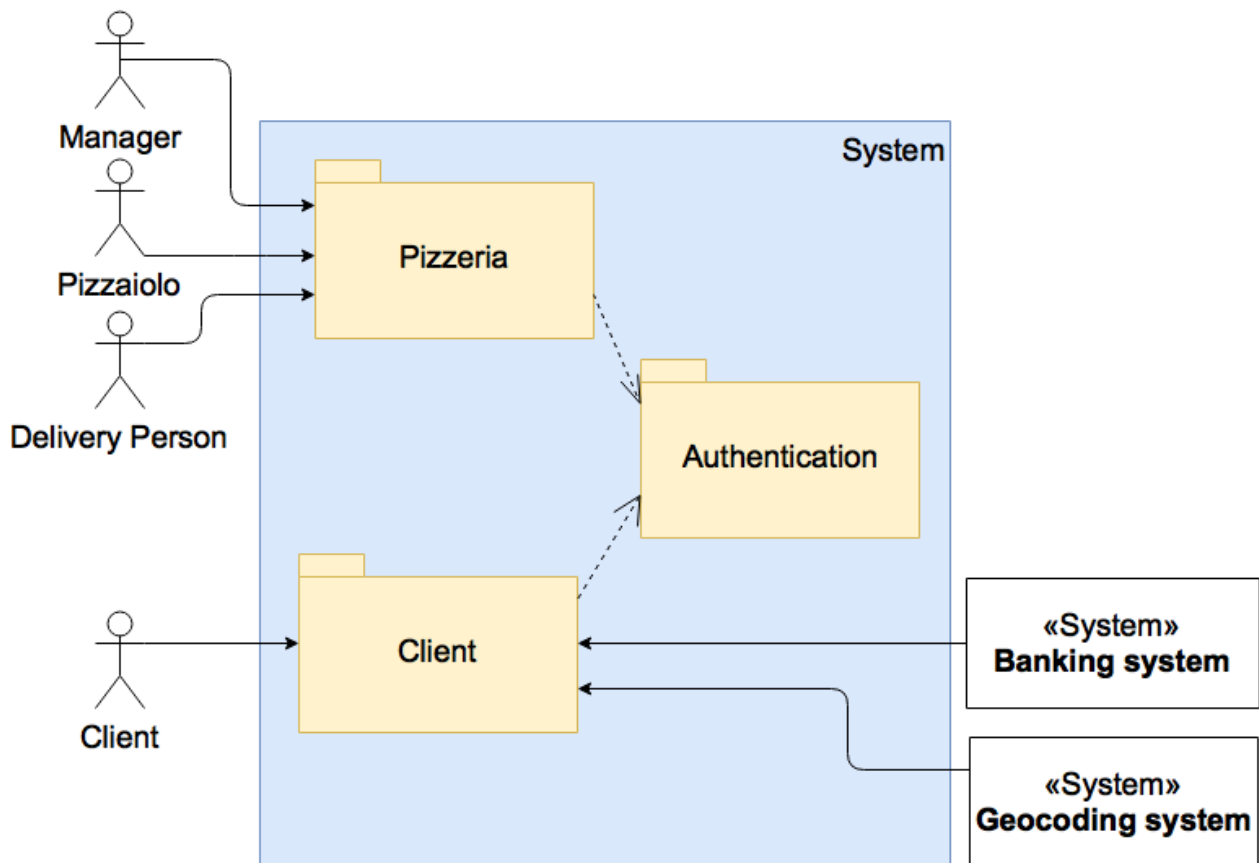 Manager
System
Pizzeria
Pizzaiolo
Delivery Person
Authentication
Client
Client
«System»
Banking system
«System»
Geocoding system